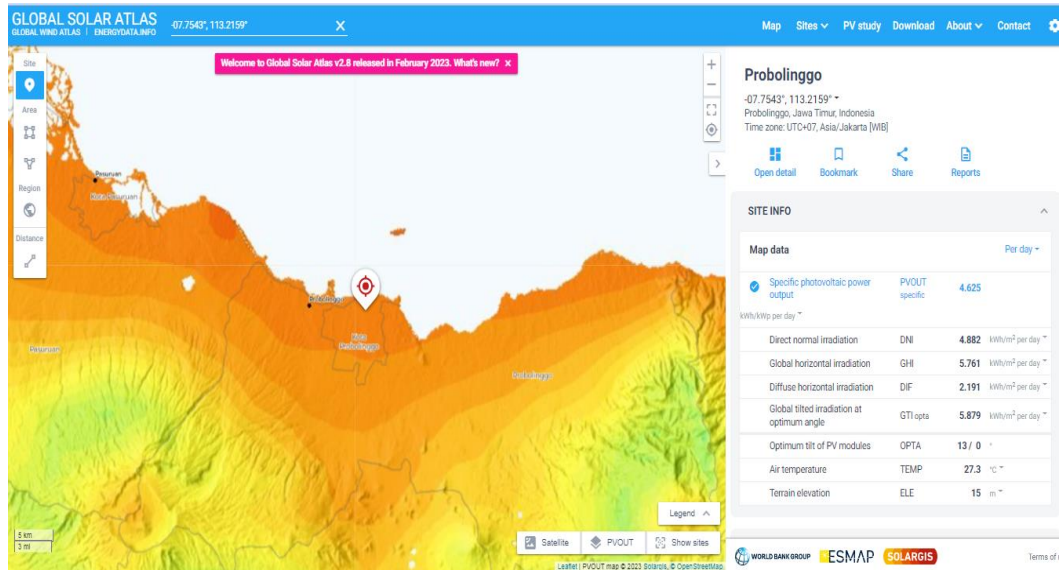 GLOBAL SOLAR ATLAS
GLOBAL WIND ATLAS | ENERGYDATA.INFO
-07.7543°, 113.2159°
X
Map Sites PV study Download About Contact
Welcome to Global Solar Atlas v2.8 released in February 2023. What's new? ×
Site
Area
Region
Distance
Pasuruan
Kota Pasuruan
Probolinggo
Kota
Probolinggo
Pasuruan
Probolinggo
5 km
3 mi
Legend
Satellite
PVOUT
Show sites
Leaflet | PVOUT map © 2023 Solargis, © OpenStreetMap
Probolinggo
-07.7543°, 113.2159°
Probolinggo, Jawa Timur, Indonesia
Time zone: UTC+07, Asia/Jakarta [WIB]
Open detail Bookmark Share Reports
SITE INFO
Map data Per day
Specific photovoltaic power output PVOUT specific 4.625
kWh/kWp per day
Direct normal irradiation DNI 4.882 kWh/m² per day
Global horizontal irradiation GHI 5.761 kWh/m² per day
Diffuse horizontal irradiation DIF 2.191 kWh/m² per day
Global tilted irradiation at optimum angle GTI opta 5.879 kWh/m² per day
Optimum tilt of PV modules OPTA 13 / 0 °
Air temperature TEMP 27.3 °C
Terrain elevation ELE 15 m
WORLD BANK GROUP ESMAP SOLARGIS
Terms of